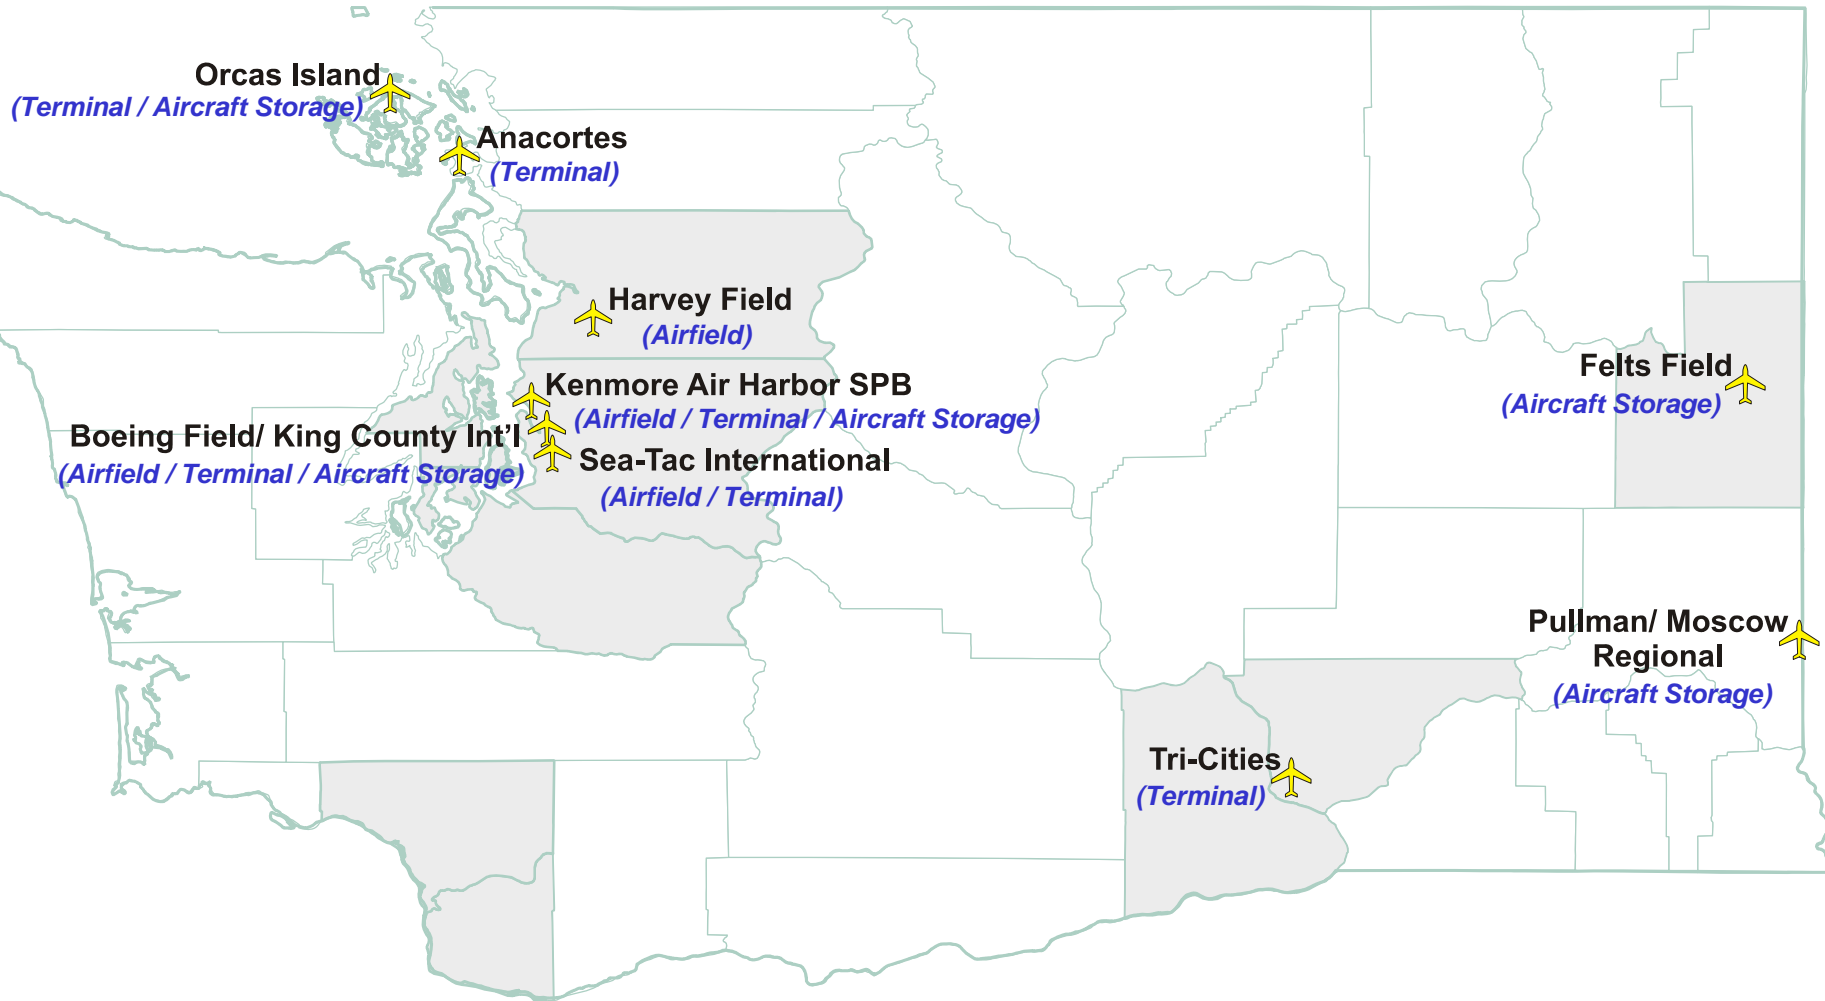 Orcas Island
(Terminal / Aircraft Storage)
Anacortes
(Terminal)
Harvey Field
(Airfield)
Kenmore Air Harbor SPB
(Airfield / Terminal / Aircraft Storage)
Boeing Field/ King County Int'l
(Airfield / Terminal / Aircraft Storage)
Sea-Tac International
(Airfield / Terminal)
Felts Field
(Aircraft Storage)
Pullman/ Moscow
Regional
(Aircraft Storage)
Tri-Cities
(Terminal)